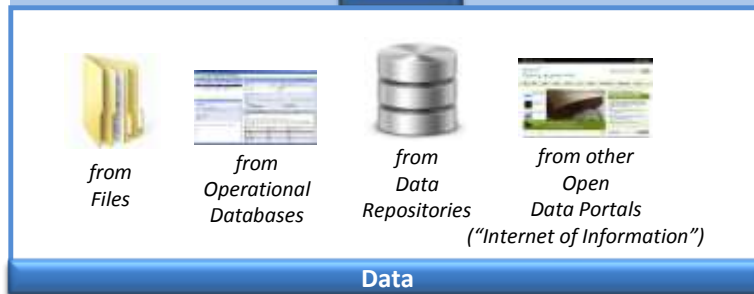 from
Files
from
Operational
Databases
from
Data
Repositories
from other
Open
Data Portals
("Internet of Information")
Data